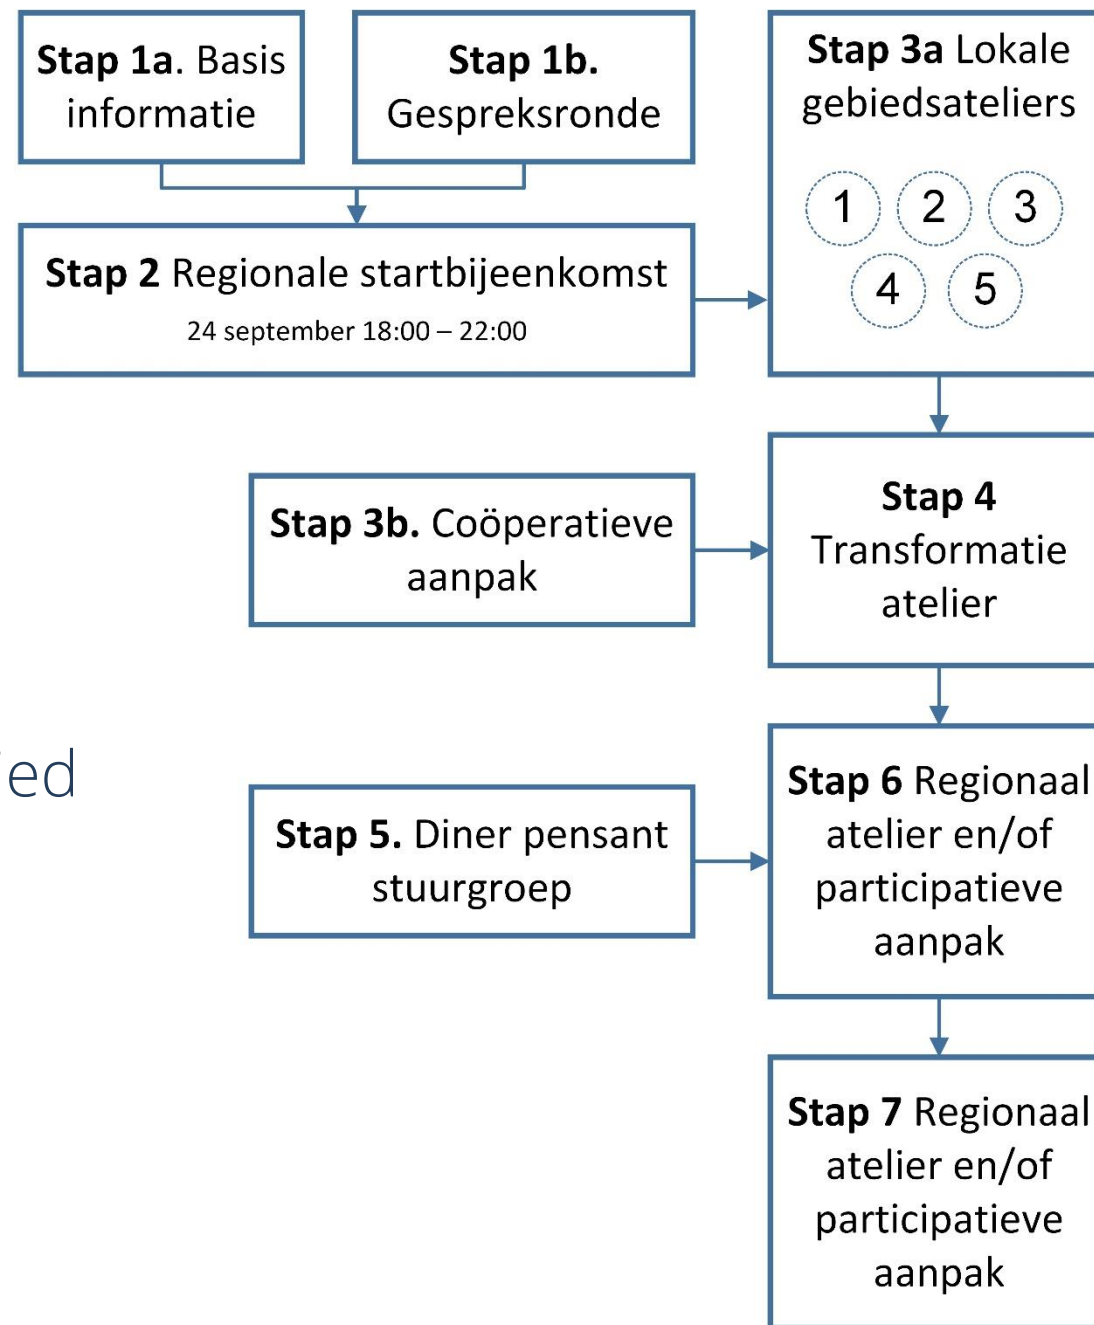 Stap 1a. Basis
informatie
Stap 1b.
Gespreksronde
Stap 2 Regionale startbijeenkomst
24 september 18:00 – 22:00
Stap 3a Lokale
gebiedsateliers
1 2 3
4 5
Stap 3b. Coöperatieve
aanpak
Stap 4
Transformatie
atelier
ied
Stap 5. Diner pensant
stuurgroep
Stap 6 Regionaal
atelier en/of
participatieve
aanpak
Stap 7 Regionaal
atelier en/of
participatieve
aanpak